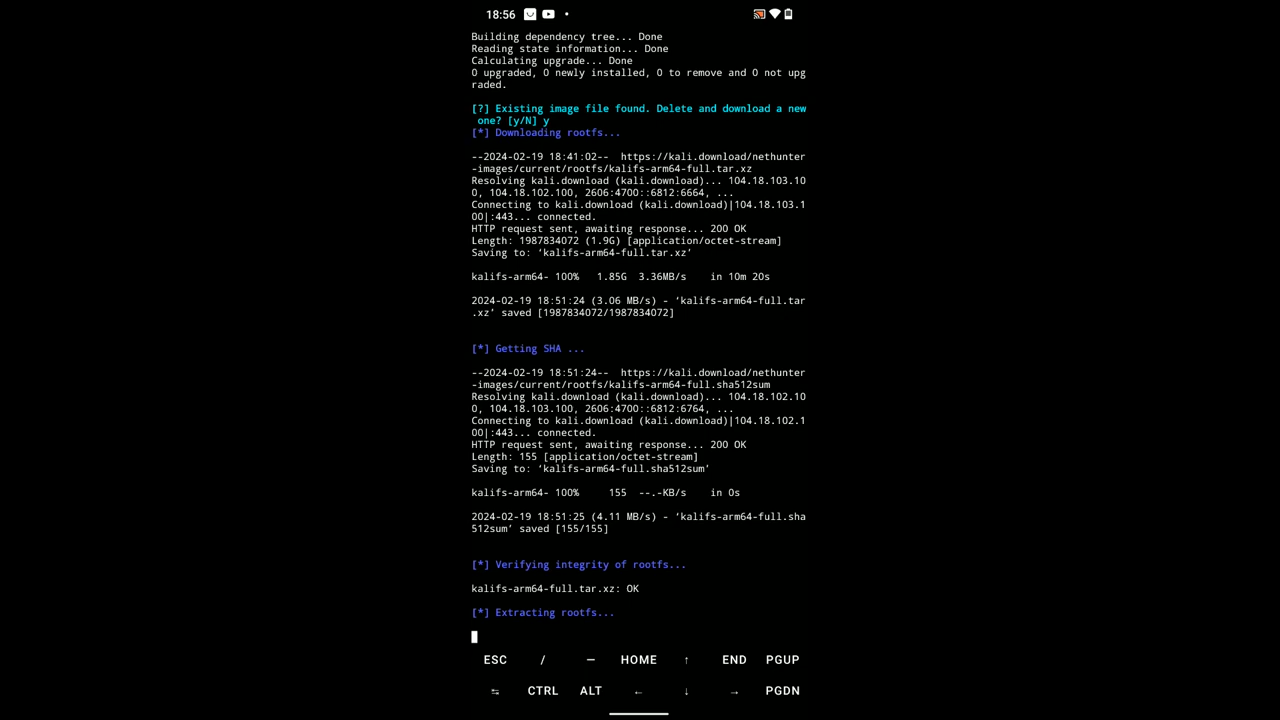 18:56
Building dependency tree... Done
Reading state information... Done
Calculating upgrade... Done
0 upgraded, 0 newly installed, 0 to remove and 0 not upg
raded.
[?] Existing image file found. Delete and download a new
one? [y/N] y
[*] Downloading rootfs...
--2024-02-19 18:41:02--  https://kali.download/nethunter
-images/current/rootfs/kalifs-arm64-full.tar.xz
Resolving kali.download (kali.download)... 104.18.103.10
0, 104.18.102.100, 2606:4700::6812:6664, ...
Connecting to kali.download (kali.download)|104.18.103.1
00|:443... connected.
HTTP request sent, awaiting response... 200 OK
Length: 1987834072 (1.9G) [application/octet-stream]
Saving to: ‘kalifs-arm64-full.tar.xz’
kalifs-arm64- 100%   1.85G  3.36MB/s    in 10m 20s
2024-02-19 18:51:24 (3.06 MB/s) - ‘kalifs-arm64-full.tar
.xz’ saved [1987834072/1987834072]
[*] Getting SHA ...
--2024-02-19 18:51:24--  https://kali.download/nethunter
-images/current/rootfs/kalifs-arm64-full.sha512sum
Resolving kali.download (kali.download)... 104.18.102.10
0, 104.18.103.100, 2606:4700::6812:6764, ...
Connecting to kali.download (kali.download)|104.18.102.1
00|:443... connected.
HTTP request sent, awaiting response... 200 OK
Length: 155 [application/octet-stream]
Saving to: ‘kalifs-arm64-full.sha512sum’
kalifs-arm64- 100%     155  --.-KB/s    in 0s
2024-02-19 18:51:25 (4.11 MB/s) - ‘kalifs-arm64-full.sha
512sum’ saved [155/155]
[*] Verifying integrity of rootfs...
kalifs-arm64-full.tar.xz: OK
[*] Extracting rootfs...
ESC / — HOME ↑ END PGUP
⇆ CTRL ALT ← ↓ → PGDN